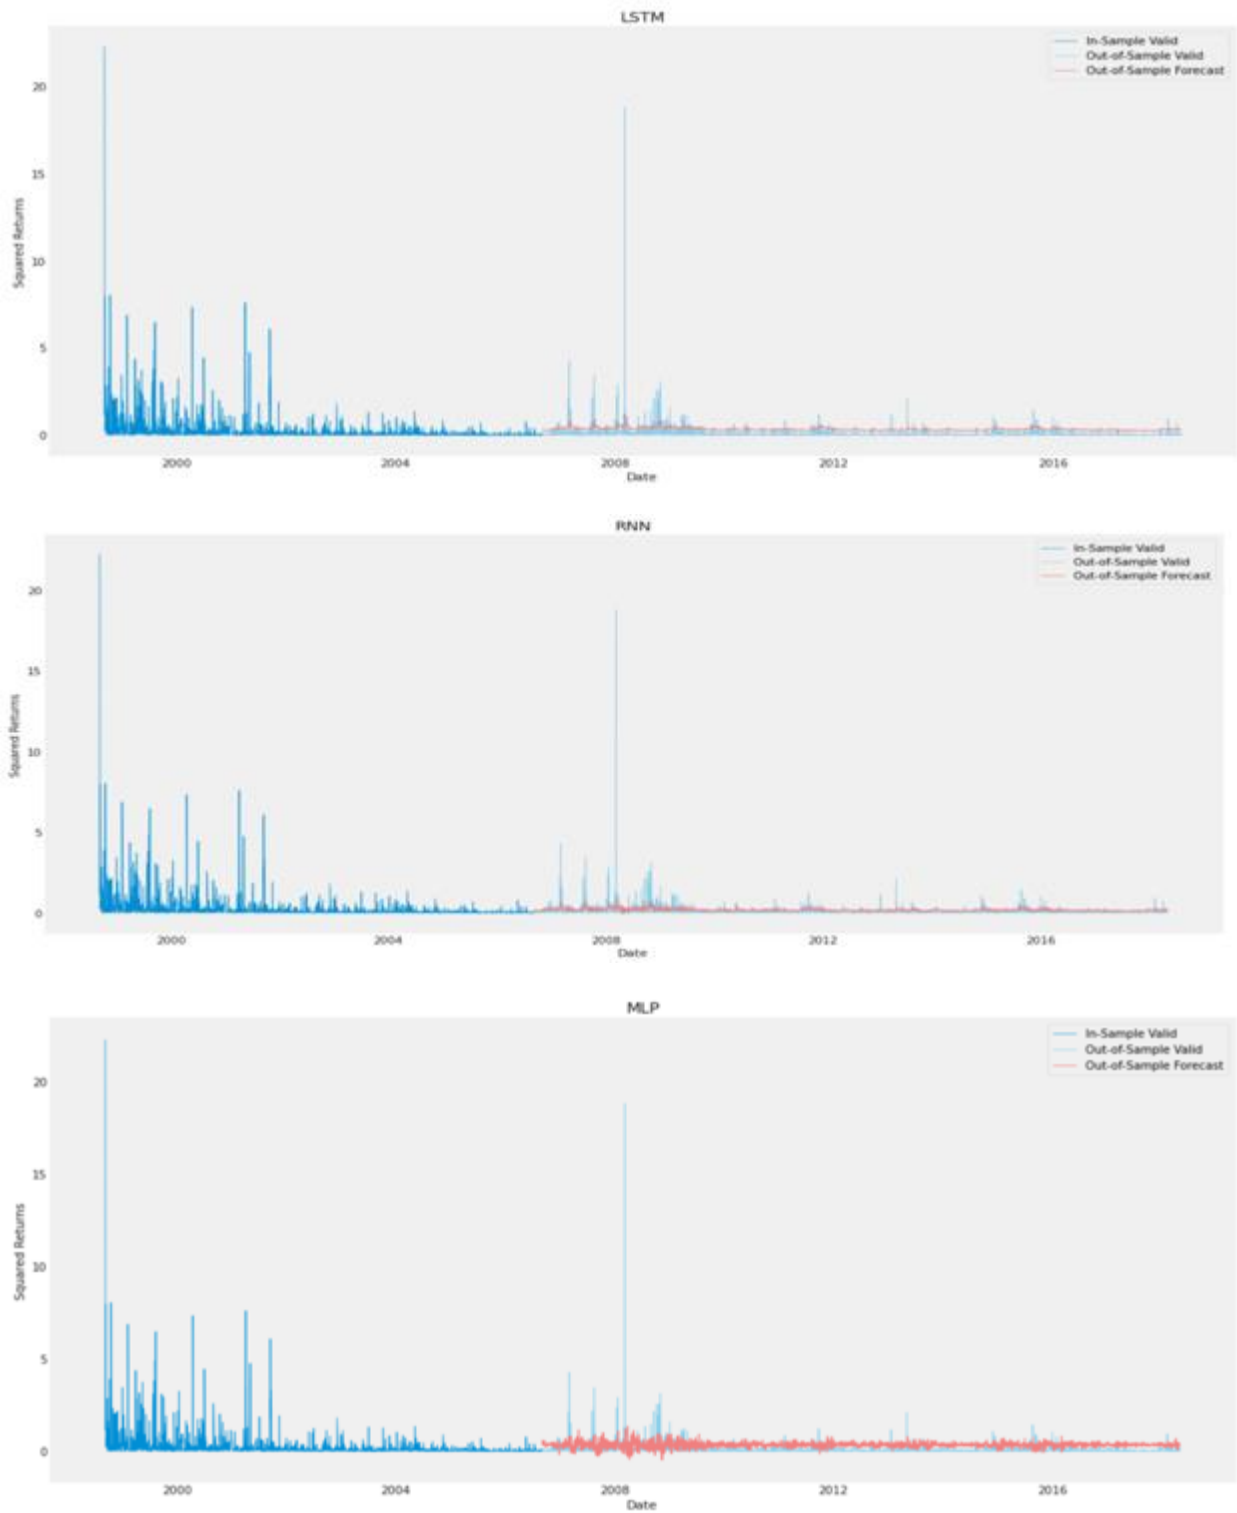 LSTM
In-Sample Valid
Out-of-Sample Valid
Out-of-Sample Forecast
Squared Returns
20
15
10
5
0
2000 2004 2008 2012 2016
Date
RNN
In-Sample Valid
Out-of-Sample Valid
Out-of-Sample Forecast
Squared Returns
20
15
10
5
0
2000 2004 2008 2012 2016
Date
MLP
In-Sample Valid
Out-of-Sample Valid
Out-of-Sample Forecast
Squared Returns
20
15
10
5
0
2000 2004 2008 2012 2016
Date